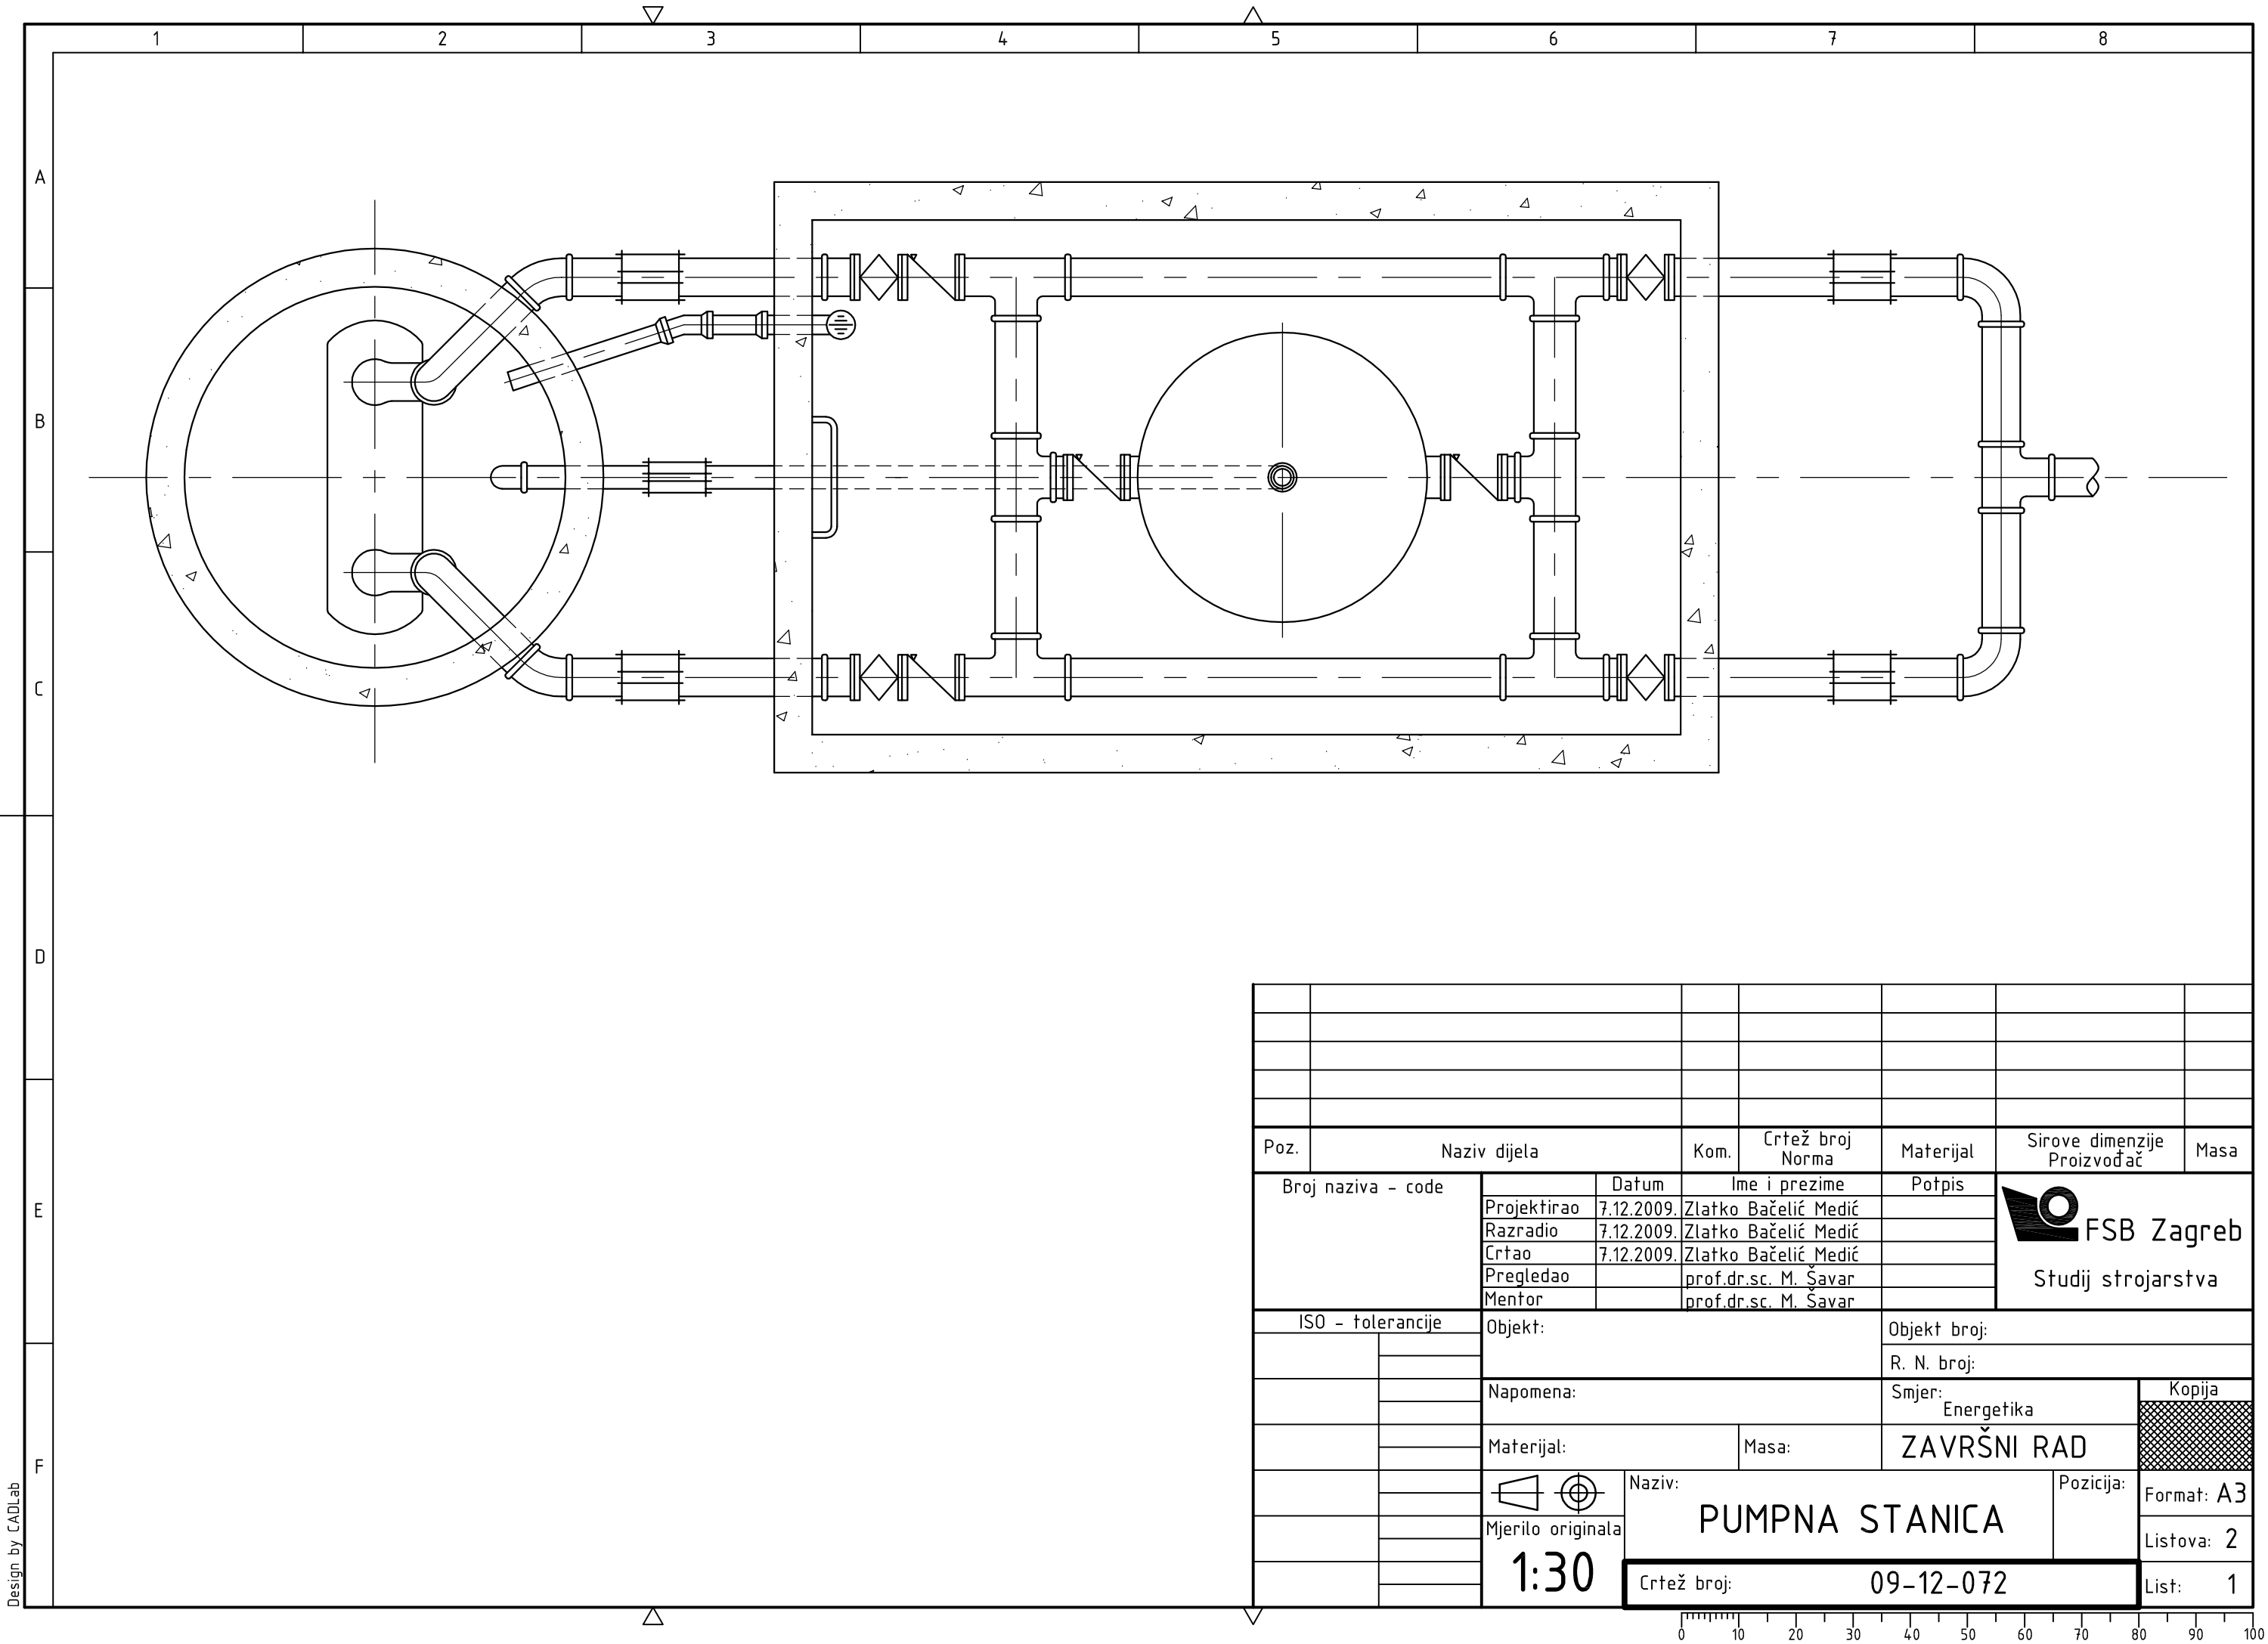 1 2 3 4 5 6 7 8
A
B
C
D
E
F
Design by CADLab
Poz. Naziv dijela Kom. Crtež broj Norma Materijal Sirove dimenzije Proizvođač Masa
Broj naziva - code
Datum Ime i prezime Potpis
Projektirao 7.12.2009. Zlatko Bačelić Medić
Razradio 7.12.2009. Zlatko Bačelić Medić
Crtao 7.12.2009. Zlatko Bačelić Medić
Pregledao prof.dr.sc. M. Šavar
Mentor prof.dr.sc. M. Šavar
FSB Zagreb
Studij strojarstva
ISO - tolerancije
Objekt:
Objekt broj:
R. N. broj:
Napomena:
Smjer:
Energetika
Kopija
Materijal:
Masa:
ZAVRŠNI RAD
Mjerilo originala
1:30
Naziv:
PUMPNA STANICA
Pozicija:
Format: A3
Listova: 2
Crtež broj: 09-12-072
List: 1
0 10 20 30 40 50 60 70 80 90 100